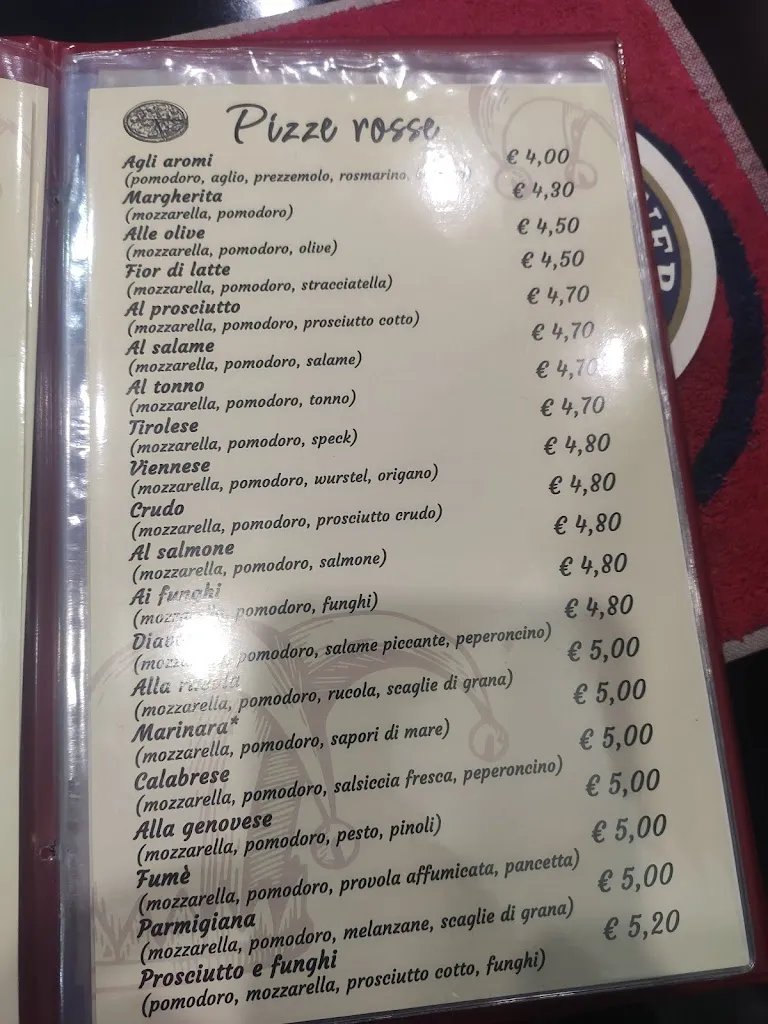 Pizze rosse
Agli aromi € 4,00
(pomodoro, aglio, prezzemolo, rosmarino,
Margherita € 4,30
(mozzarella, pomodoro)
Alle olive € 4,50
(mozzarella, pomodoro, olive)
Fior di latte € 4,50
(mozzarella, pomodoro, stracciatella)
Al prosciutto € 4,70
(mozzarella, pomodoro, prosciutto cotto)
Al salame € 4,70
(mozzarella, pomodoro, salame)
Al tonno € 4,70
(mozzarella, pomodoro, tonno)
Tirolese € 4,70
(mozzarella, pomodoro, speck)
Viennese € 4,80
(mozzarella, pomodoro, wurstel, origano)
Crudo € 4,80
(mozzarella, pomodoro, prosciutto crudo)
Al salmone € 4,80
(mozzarella, pomodoro, salmone)
Ai funghi € 4,80
(mozzarella, pomodoro, funghi)
€ 4,80
pomodoro, salame piccante, peperoncino)
Alla rucola € 5,00
(mozzarella, pomodoro, rucola, scaglie di grana)
Marinara* € 5,00
(mozzarella, pomodoro, sapori di mare)
Calabrese € 5,00
(mozzarella, pomodoro, salsiccia fresca, peperoncino)
Alla genovese € 5,00
(mozzarella, pomodoro, pesto, pinoli)
Fumè € 5,00
(mozzarella, pomodoro, provola affumicata, pancetta)
Parmigiana € 5,00
(mozzarella, pomodoro, melanzane, scaglie di grana)
Prosciutto e funghi € 5,20
(pomodoro, mozzarella, prosciutto cotto, funghi)